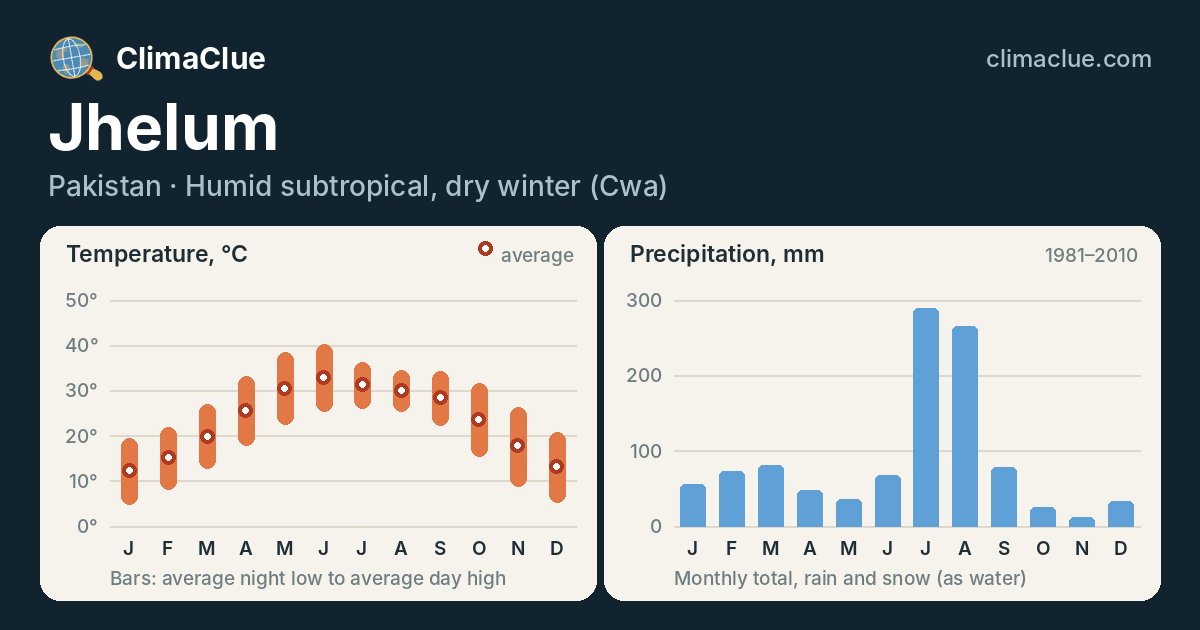 ClimaClue
climaclue.com
Jhelum
Pakistan · Humid subtropical, dry winter (Cwa)
Temperature, °C
average
50°
40°
30°
20°
10°
0°
J F M A M J J A S O N D
Bars: average night low to average day high
Precipitation, mm
1981–2010
300
200
100
0
J F M A M J J A S O N D
Monthly total, rain and snow (as water)